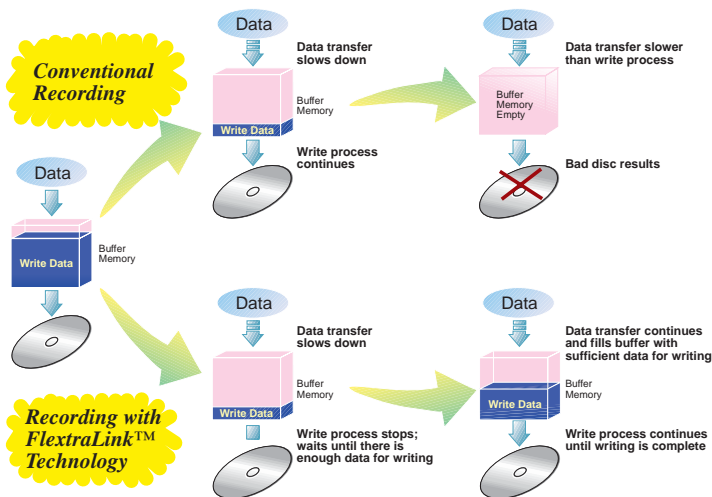 Conventional
Recording
Data
Data transfer
slows down
Buffer
Memory
Write Data
Write process
continues
Data
Data transfer slower
than write process
Buffer
Memory
Empty
Bad disc results
Data
Write Data
Buffer
Memory
Recording with
FlextraLink™
Technology
Data
Data transfer
slows down
Buffer
Memory
Write Data
Write process stops;
waits until there is
enough data for writing
Data
Data transfer continues
and fills buffer with
sufficient data for writing
Buffer
Memory
Write Data
Write process continues
until writing is complete